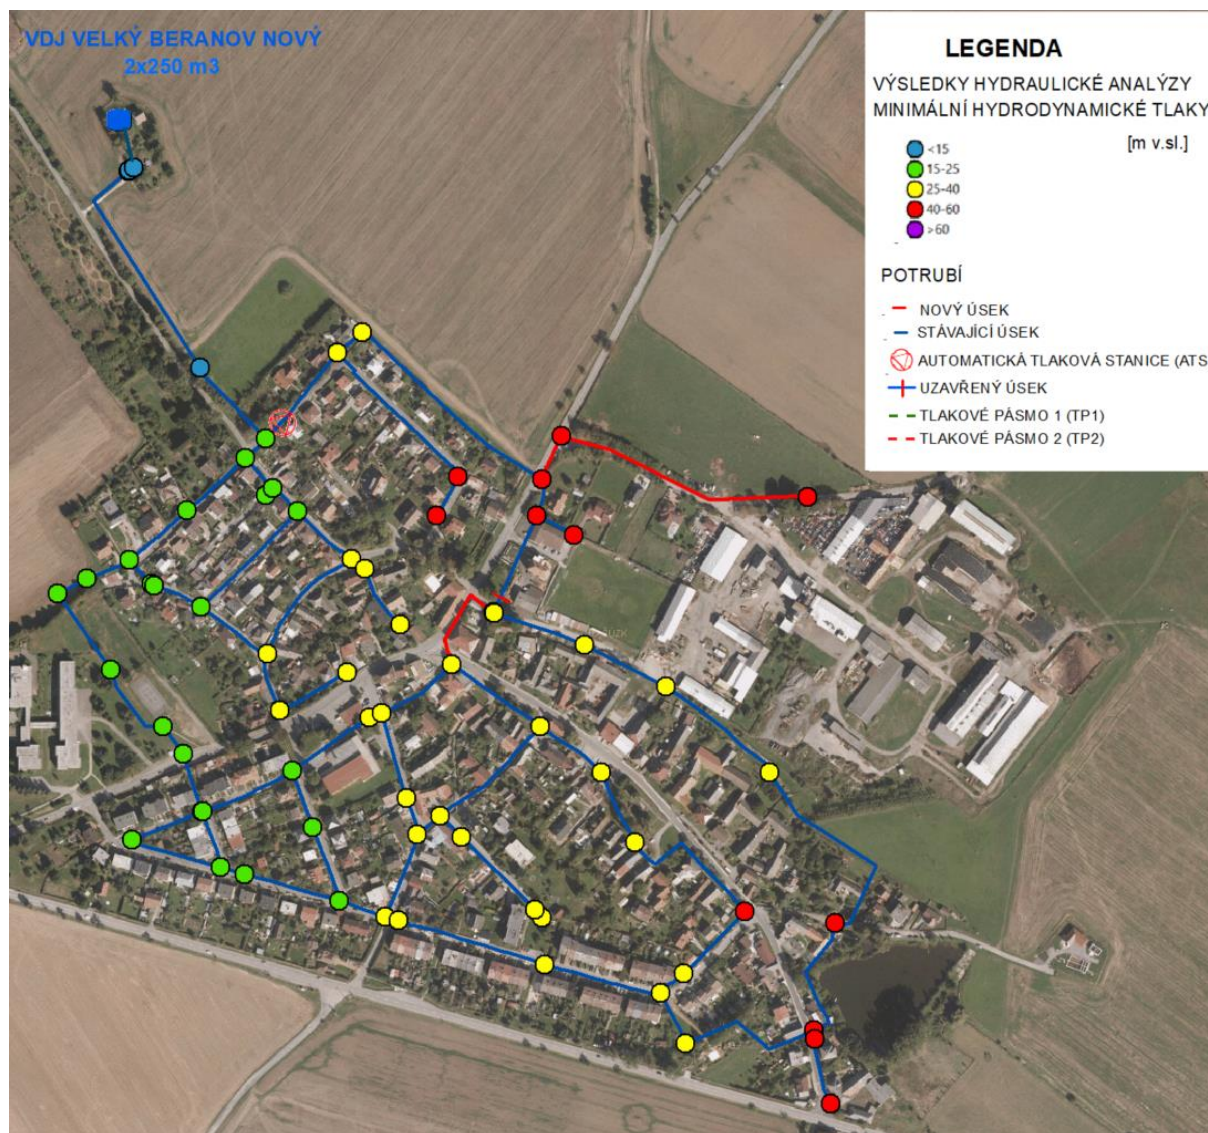 VDJ VELKÝ BERANOV NOVÝ
2x250 m3
LEGENDA
VÝSLEDKY HYDRAULICKÉ ANALÝZY
MINIMÁLNÍ HYDRODYNAMICKÉ TLAKY
[m v.sl.]
<15
15-25
25-40
40-60
>60
POTRUBÍ
NOVÝ ÚSEK
STÁVAJÍCÍ ÚSEK
AUTOMATICKÁ TLAKOVÁ STANICE (ATS
UZAVŘENÝ ÚSEK
TLAKOVÉ PÁSMO 1 (TP1)
TLAKOVÉ PÁSMO 2 (TP2)